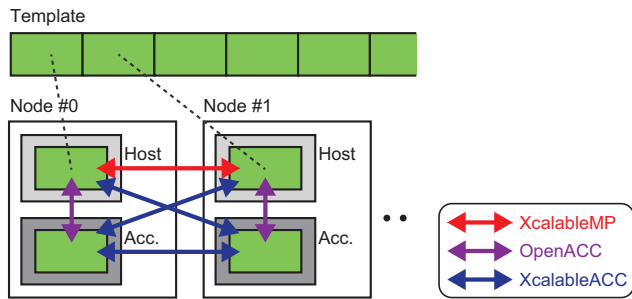 Template
Node #0
Node #1
Host
Host
Acc.
Acc.
XcalableMP
OpenACC
XcalableACC